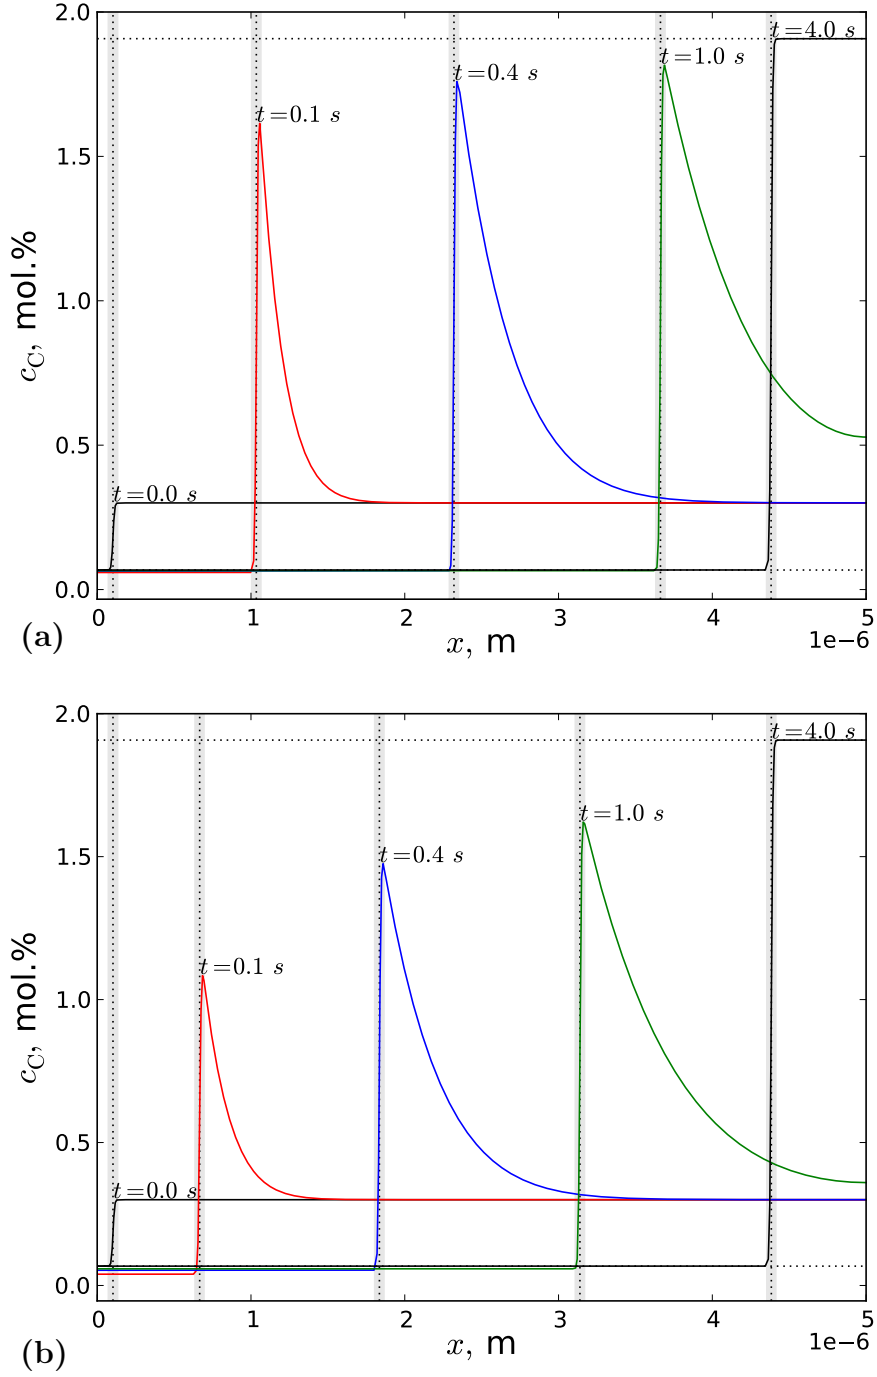 2.0
t=4.0 s
t=1.0 s
t=0.4 s
t=0.1 s
1.5
c_C, mol.%
1.0
0.5
t=0.0 s
0.0
0 1 2 3 4 5
(a)
x, m
1e−6
2.0
t=4.0 s
t=1.0 s
1.5
t=0.4 s
t=0.1 s
c_C, mol.%
1.0
0.5
t=0.0 s
0.0
0 1 2 3 4 5
(b)
x, m
1e−6